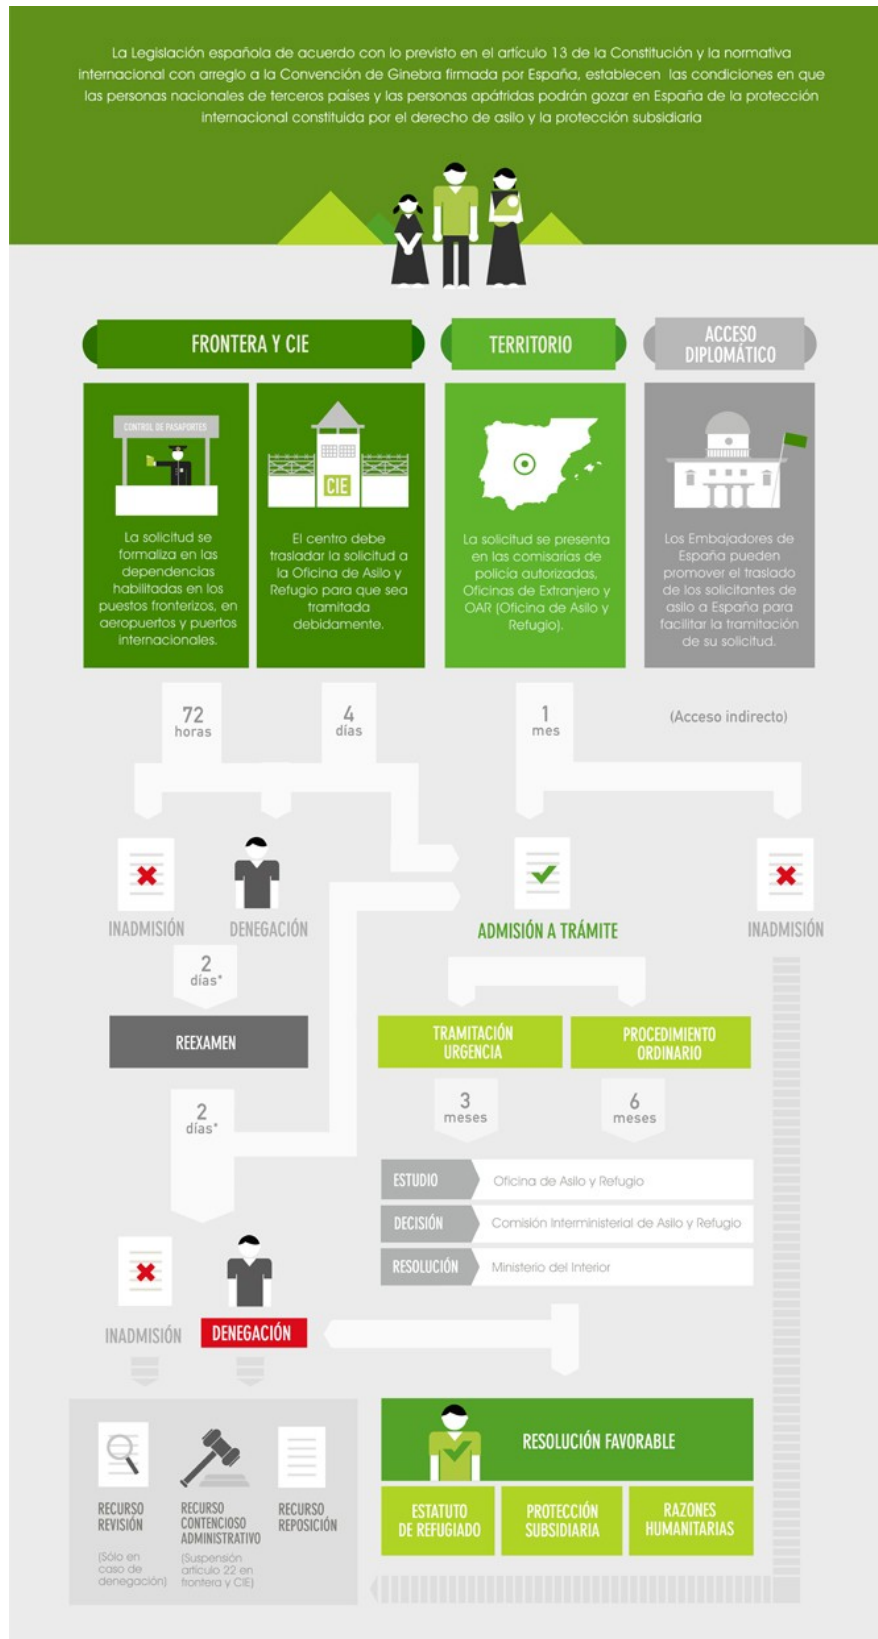 La Legislación española de acuerdo con lo previsto en el artículo 13 de la Constitución y la normativa
internacional con arreglo a la Convención de Ginebra firmada por España, establecen las condiciones en que
las personas nacionales de terceros países y las personas apátridas podrán gozar en España de la protección
internacional constituida por el derecho de asilo y la protección subsidiaria
FRONTERA Y CIE
TERRITORIO
ACCESO
DIPLOMÁTICO
CONTROL DE PASAPORTES
La solicitud se
formaliza en las
dependencias
habilitadas en los
puestos fronterizos, en
aeropuertos y puertos
internacionales.
CIE
El centro debe
trasladar la solicitud a
la Oficina de Asilo y
Refugio para que sea
tramitada
debidamente.
La solicitud se presenta
en las comisarías de
policía autorizadas,
Oficinas de Extranjero y
OAR (Oficina de Asilo y
Refugio).
Los Embajadores de
España pueden
promover el traslado
de los solicitantes de
asilo a España para
facilitar la tramitación
de su solicitud.
72
horas
4
días
1
mes
(Acceso indirecto)
INADMISIÓN
DENEGACIÓN
ADMISIÓN A TRÁMITE
INADMISIÓN
2
días*
REEXAMEN
TRAMITACIÓN
URGENCIA
PROCEDIMIENTO
ORDINARIO
2
días*
3
meses
6
meses
ESTUDIO
Oficina de Asilo y Refugio
DECISIÓN
Comisión Interministerial de Asilo y Refugio
RESOLUCIÓN
Ministerio del Interior
INADMISIÓN
DENEGACIÓN
RECURSO
REVISIÓN
(Sólo en
caso de
denegación)
RECURSO
CONTENCIOSO
ADMINISTRATIVO
(Suspensión
artículo 22 en
frontera y CIE)
RECURSO
REPOSICIÓN
RESOLUCIÓN FAVORABLE
ESTATUTO
DE REFUGIADO
PROTECCIÓN
SUBSIDIARIA
RAZONES
HUMANITARIAS